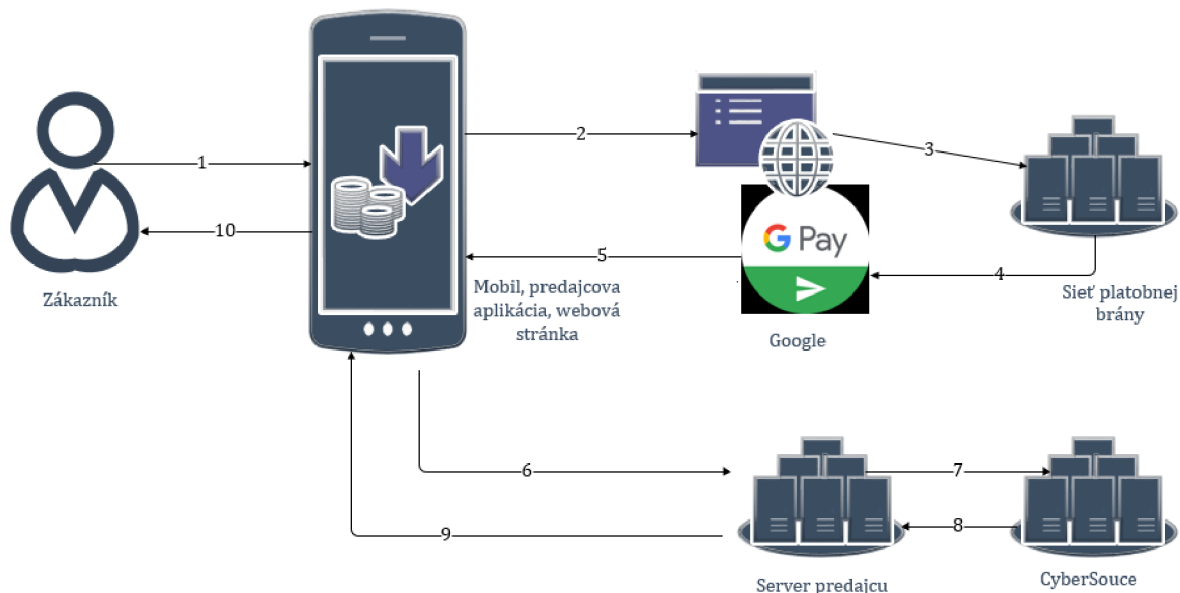 1
2
3
4
5
6
7
8
9
10
G Pay
Zákazník
Mobil, predajcova
aplikácia, webová
stránka
Google
Sieť platobnej
brány
Server predajcu
CyberSouce